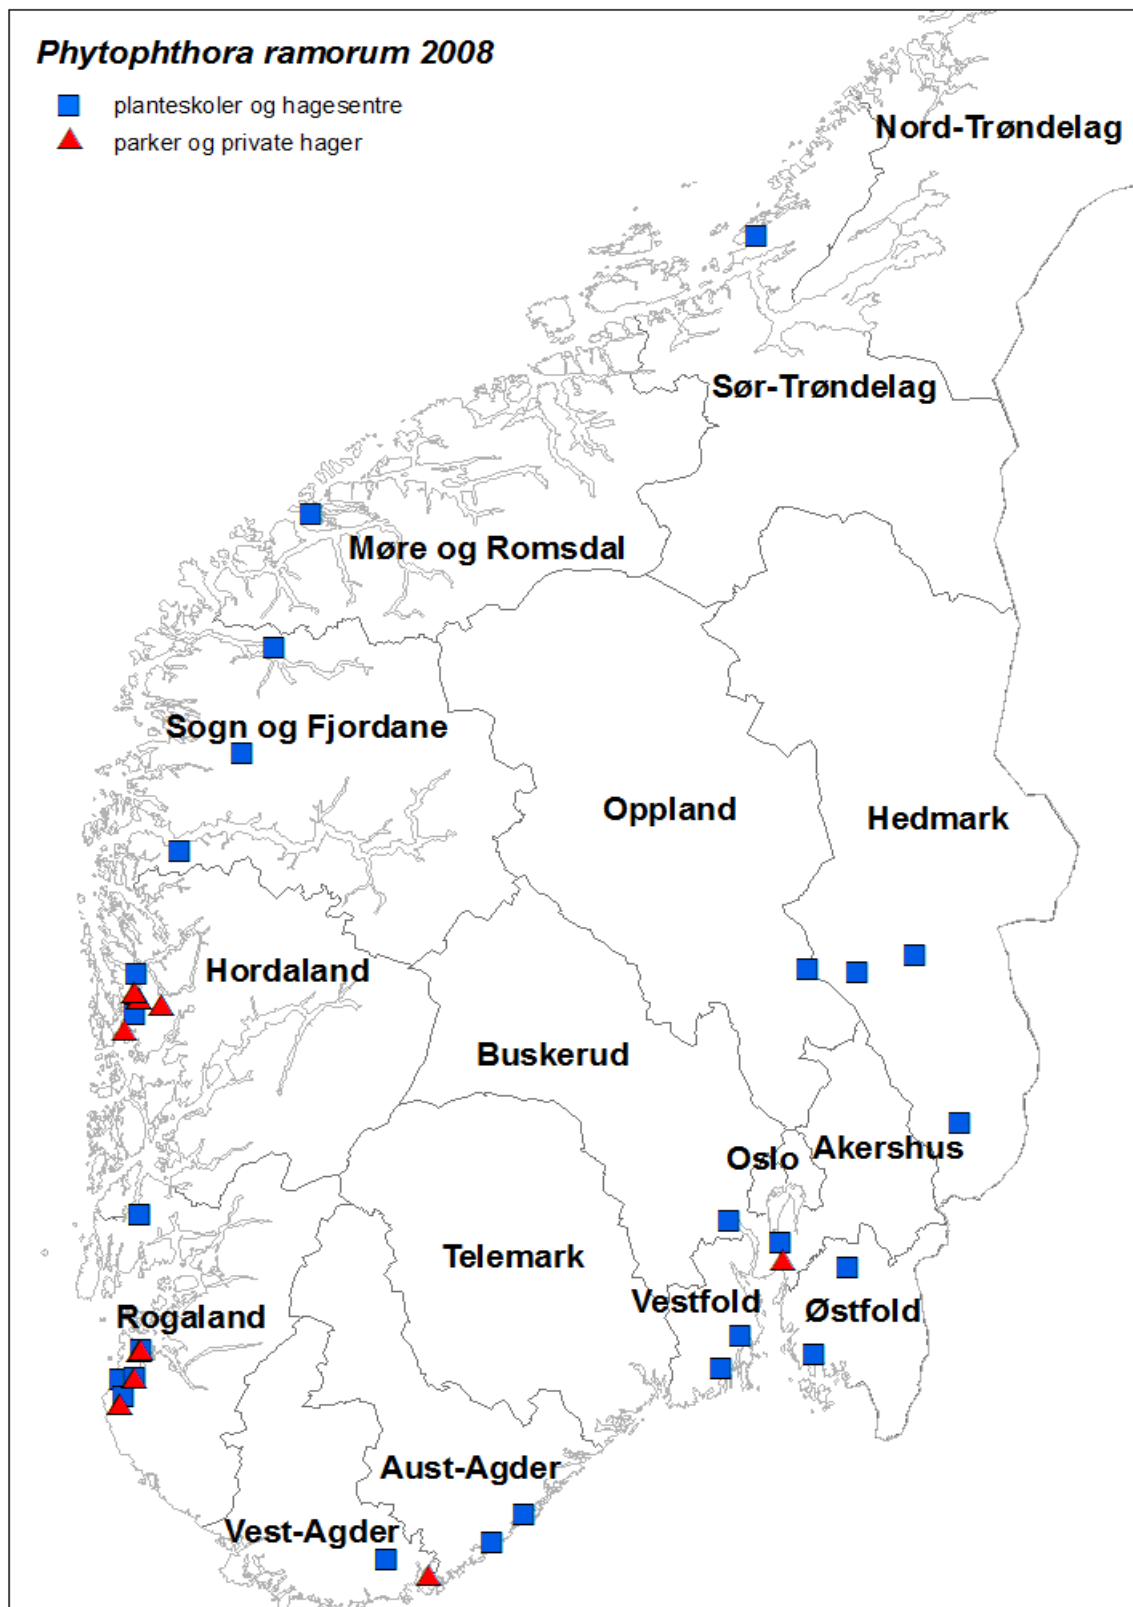 Phytophthora ramorum 2008
planteskoler og hagesentre
parker og private hager
Nord-Trøndelag
Sør-Trøndelag
Møre og Romsdal
Sogn og Fjordane
Oppland
Hedmark
Hordaland
Buskerud
Oslo
Akershus
Telemark
Vestfold
Østfold
Rogaland
Aust-Agder
Vest-Agder